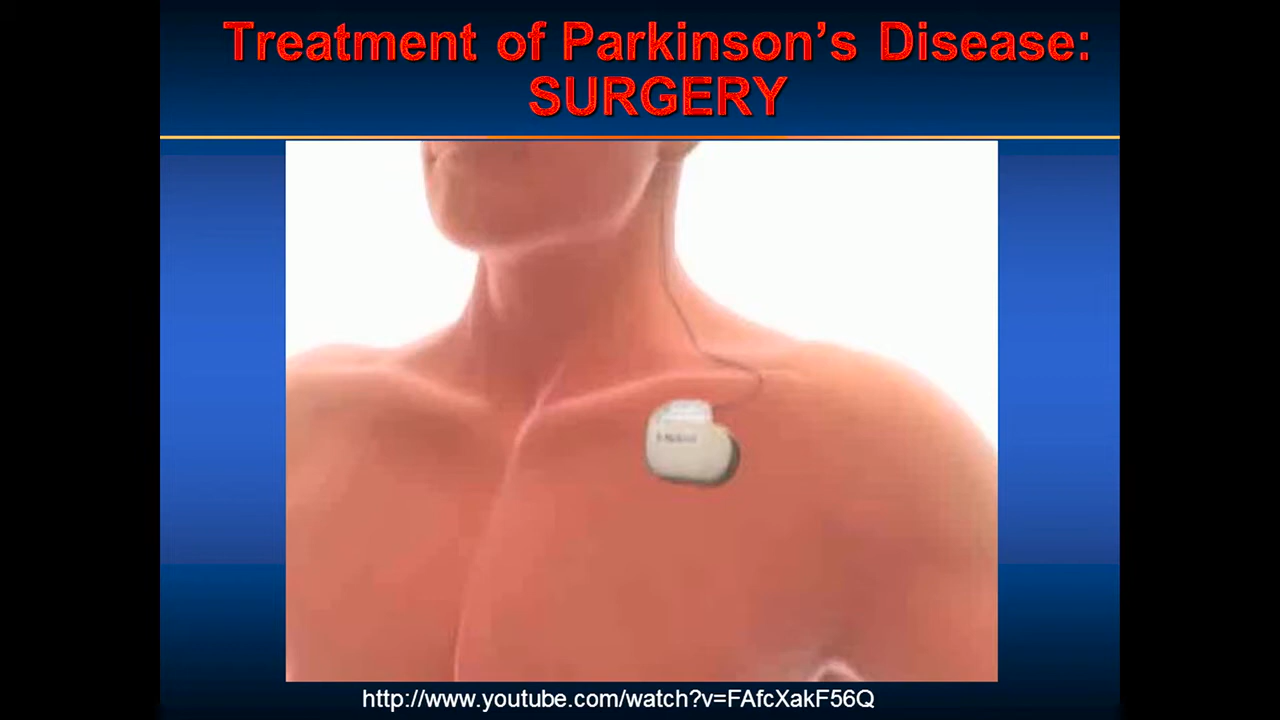 Treatment of Parkinson’s Disease:
SURGERY
http://www.youtube.com/watch?v=FAfcXakF56Q